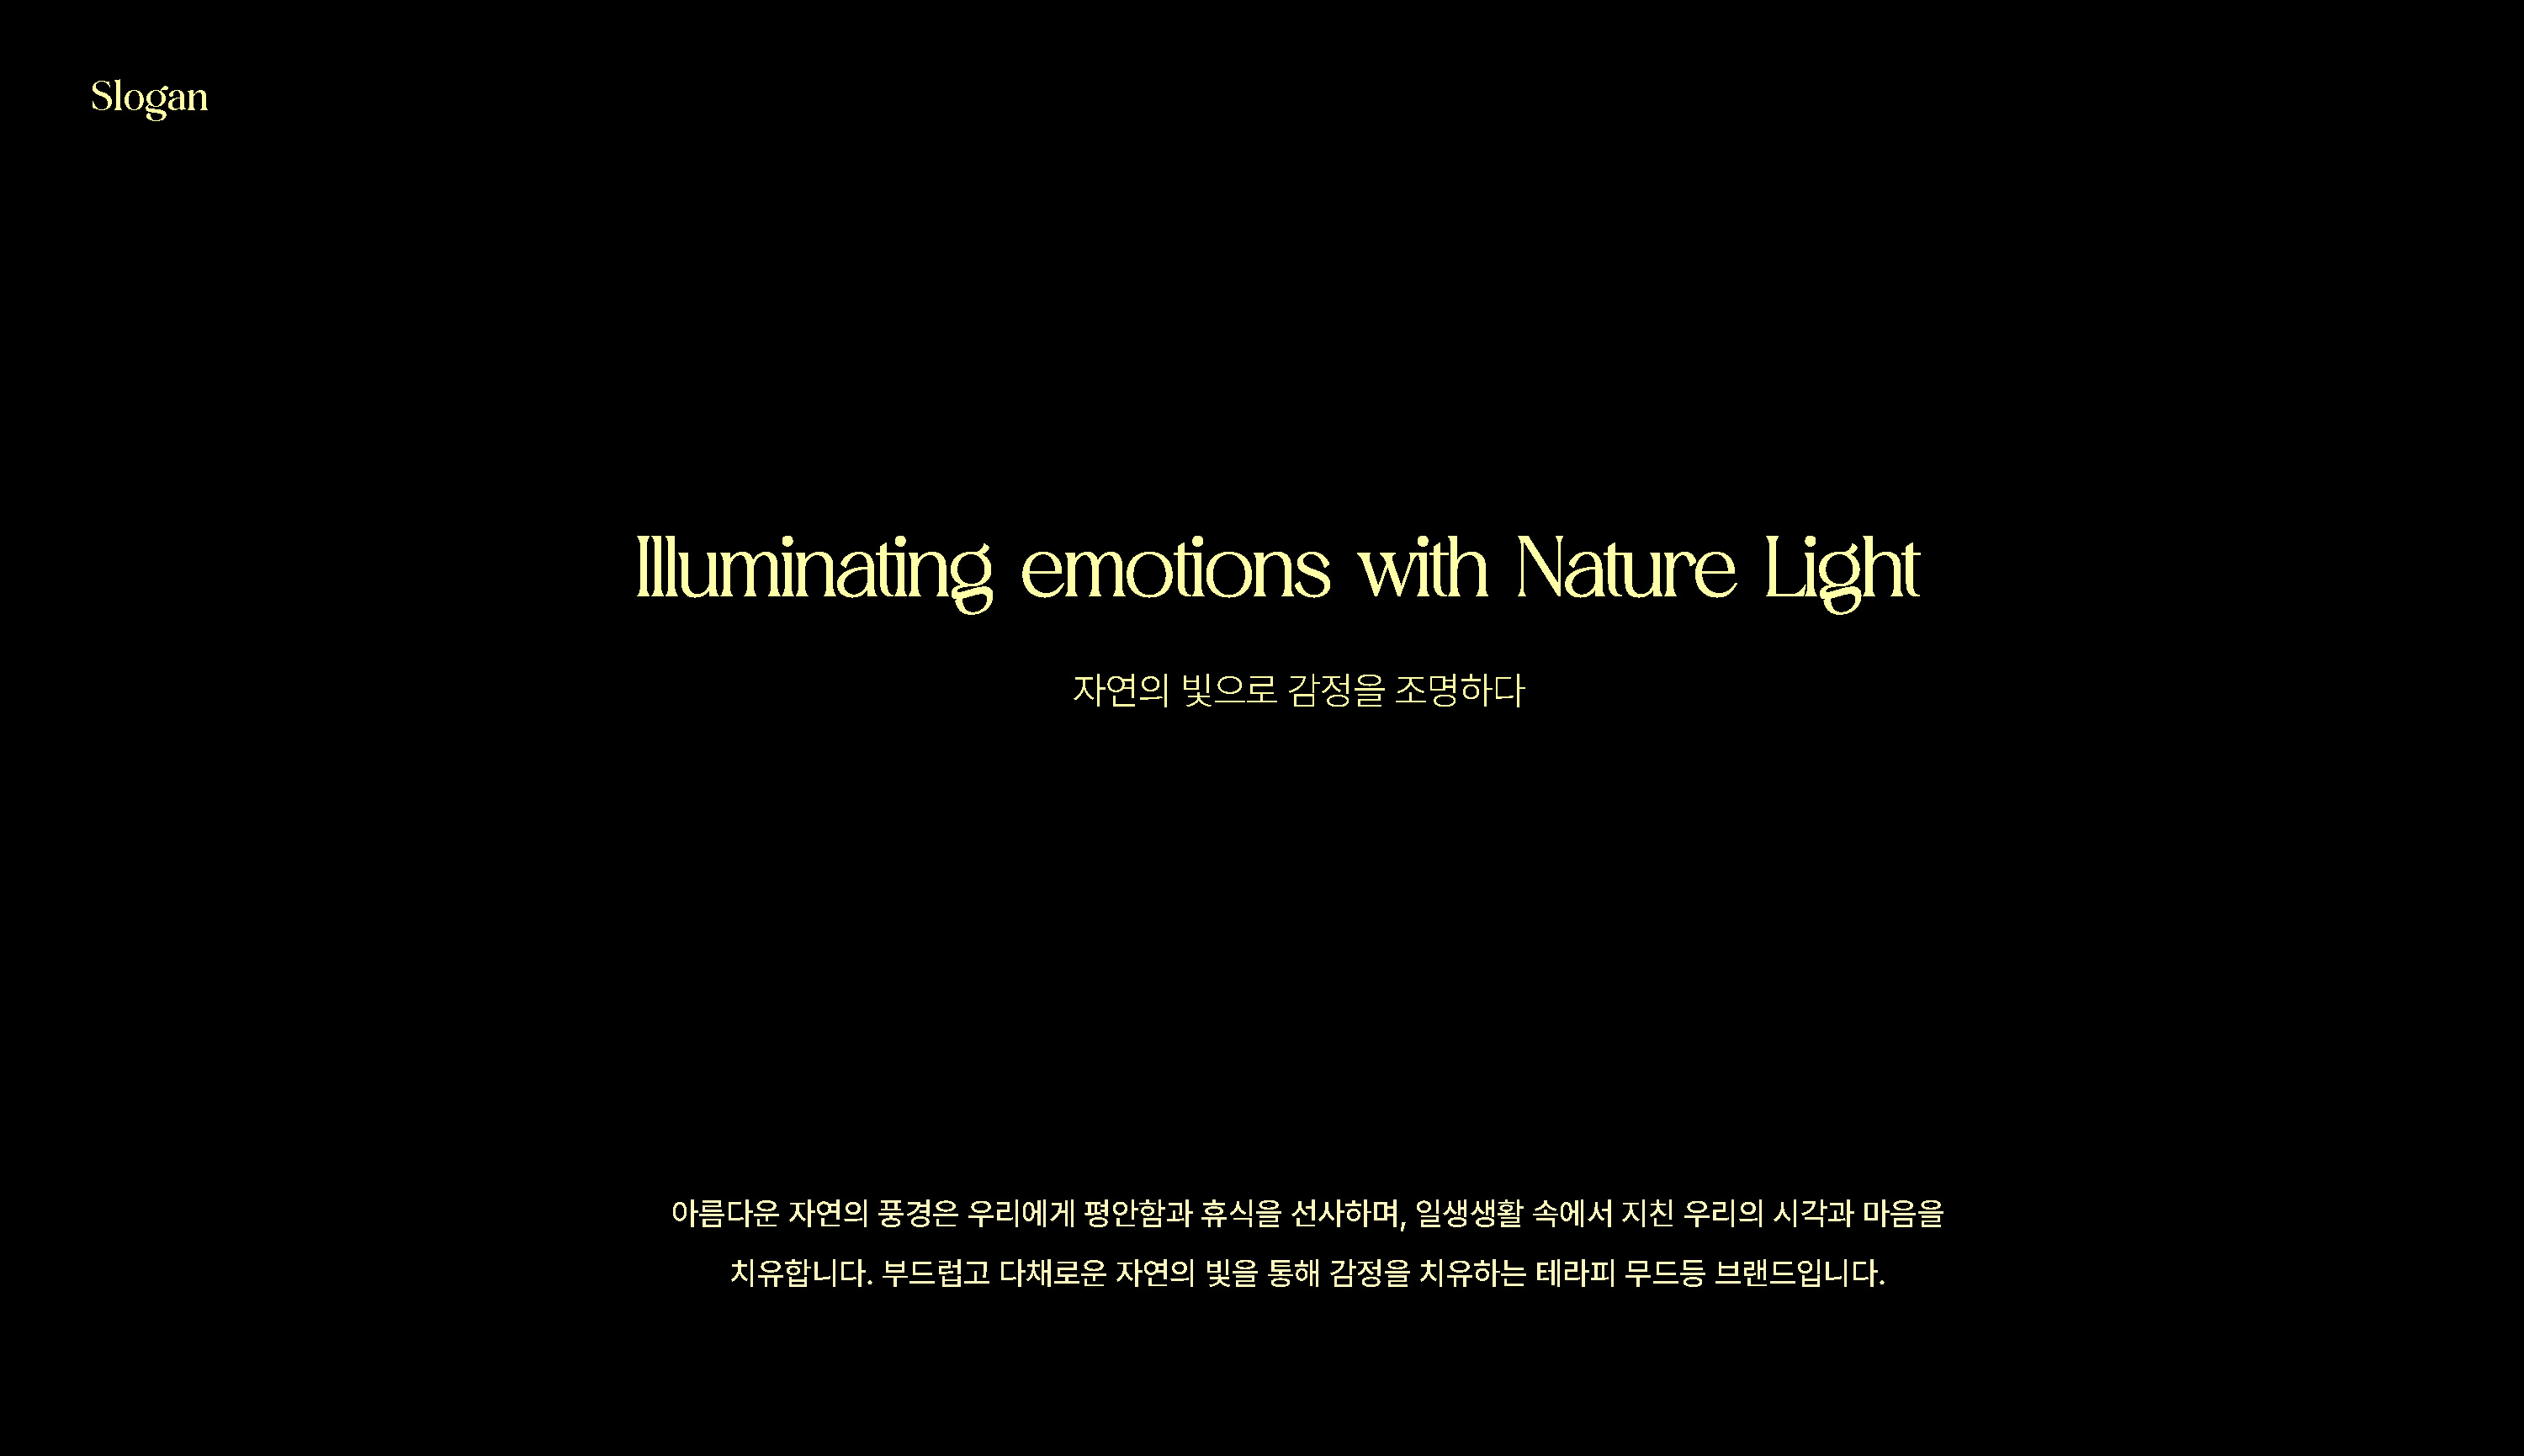 Slogan
Illuminating emotions with Nature Light
자연의 빛으로 감정을 조명하다
아름다운 자연의 풍경은 우리에게 평안함과 휴식을 선사하며, 일생생활 속에서 지친 우리의 시각과 마음을
치유합니다. 부드럽고 다채로운 자연의 빛을 통해 감정을 치유하는 테라피 무드등 브랜드입니다.